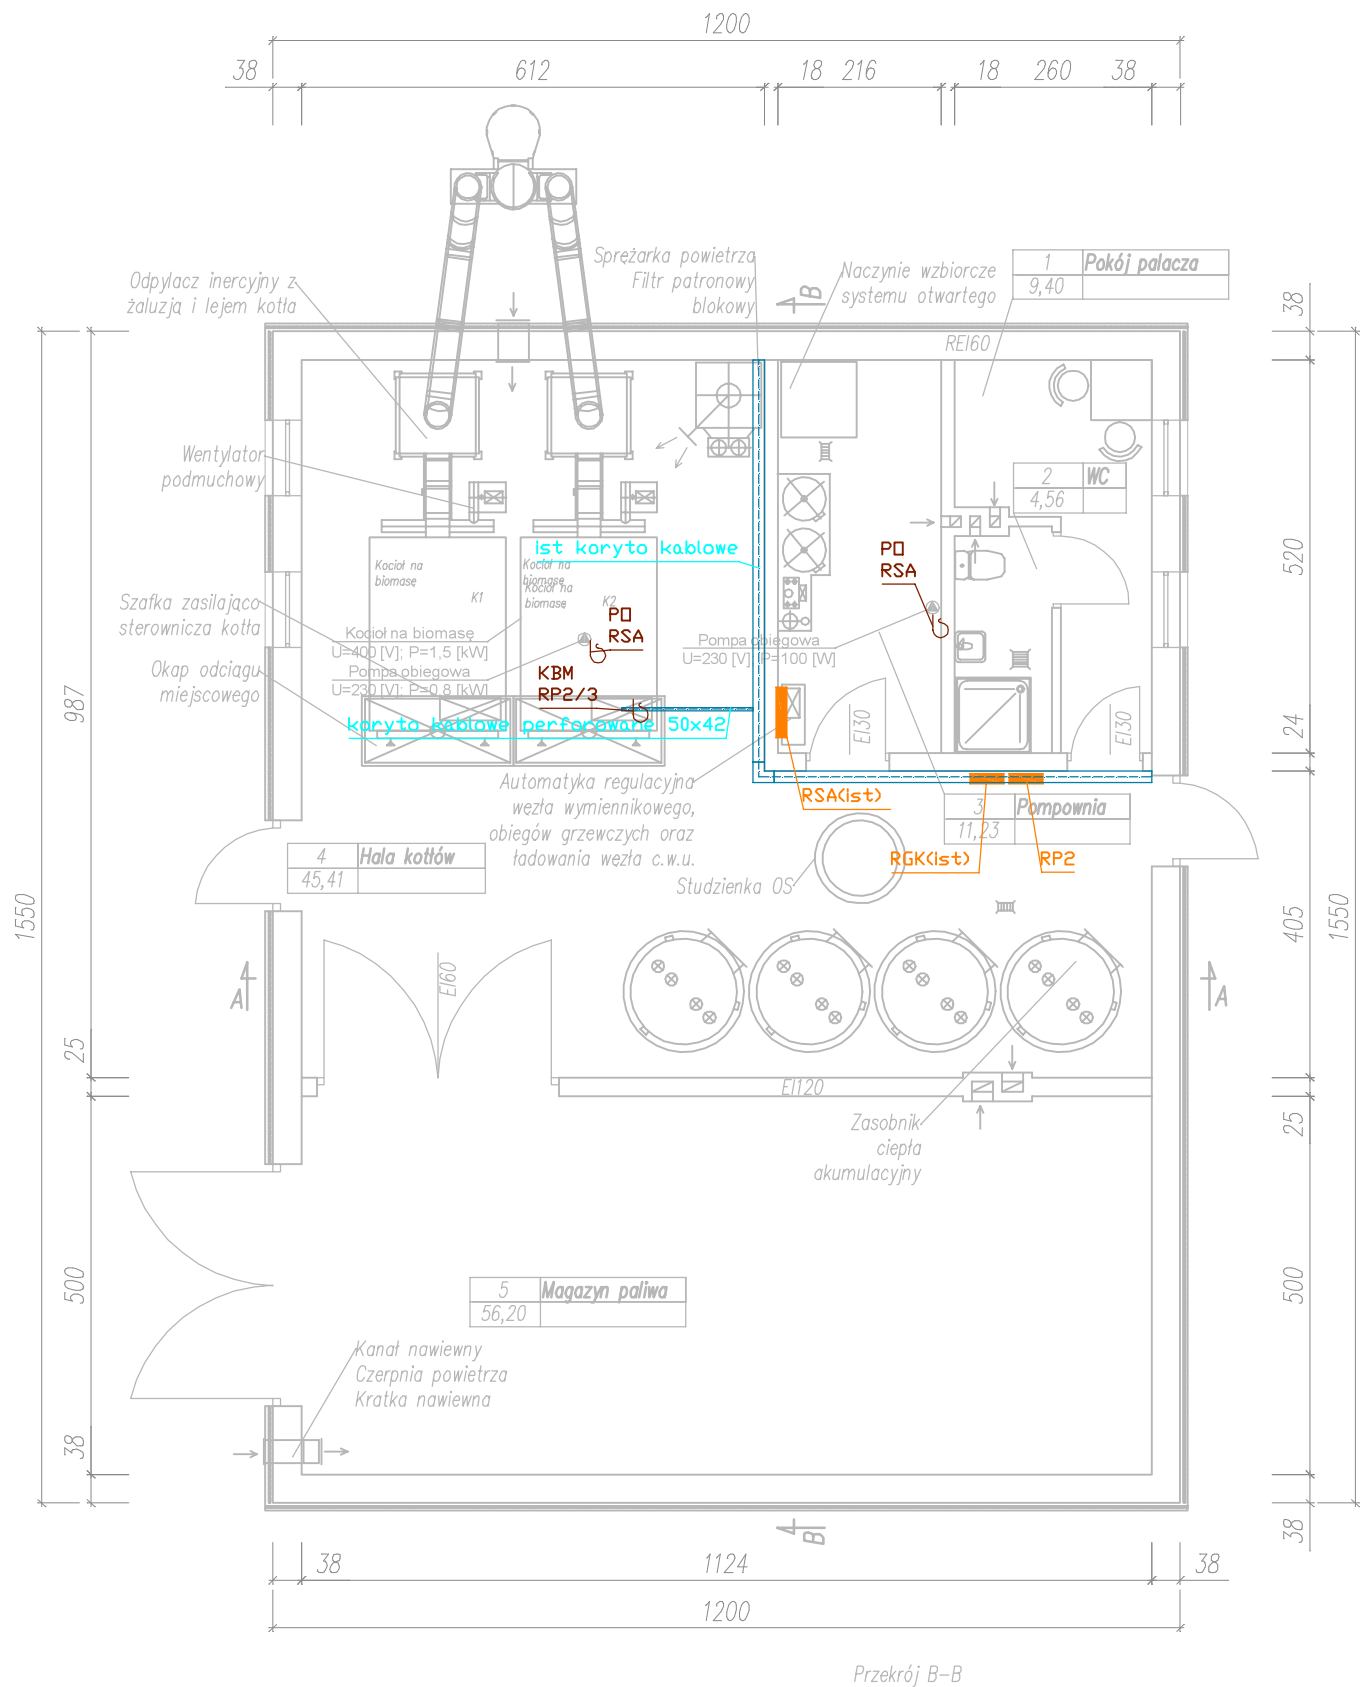 1200
38
612
18
216
18
260
38
Odpylacz inercyjny z
żaluzją i lejem kotła
Sprężarka powietrza
Filtr patronowy
blokowy
Naczynie wzbiorcze
systemu otwartego
B
1
Pokój palacza
9,40
38
REI60
Wentylator
podmuchowy
2
WC
4,56
ist koryto kablowe
PO
RSA
520
Kocioł na
biomasę
K1
Kocioł na
biomasę
Kocioł na
biomasę
K2
Szafka zasilająco
sterownicza kotła
PO
RSA
Kocioł na biomasę
U=400 [V]; P=1,5 [kW]
Pompa obiegowa
U=230 [V]; P=100 [W]
Okap odciągu
miejscowego
Pompa obiegowa
U=230 [V]; P=0,8 [kW]
KBM
RP2/3
987
koryto kablowe perforowane 50x42
EI30
EI30
24
Automatyka regulacyjna
węzła wymiennikowego,
obiegów grzewczych oraz
ładowania węzła c.w.u.
RSA(ist)
3
Pompownia
11,23
4
Hala kotłów
45,41
RGK(ist)
RP2
Studzienka OS
1550
405
1550
EI60
A
A
25
EI120
25
Zasobnik
ciepła
akumulacyjny
500
5
Magazyn paliwa
56,20
500
Kanał nawiewny
Czerpnia powietrza
Kratka nawiewna
38
B
38
38
1124
38
1200
Przekrój B-B